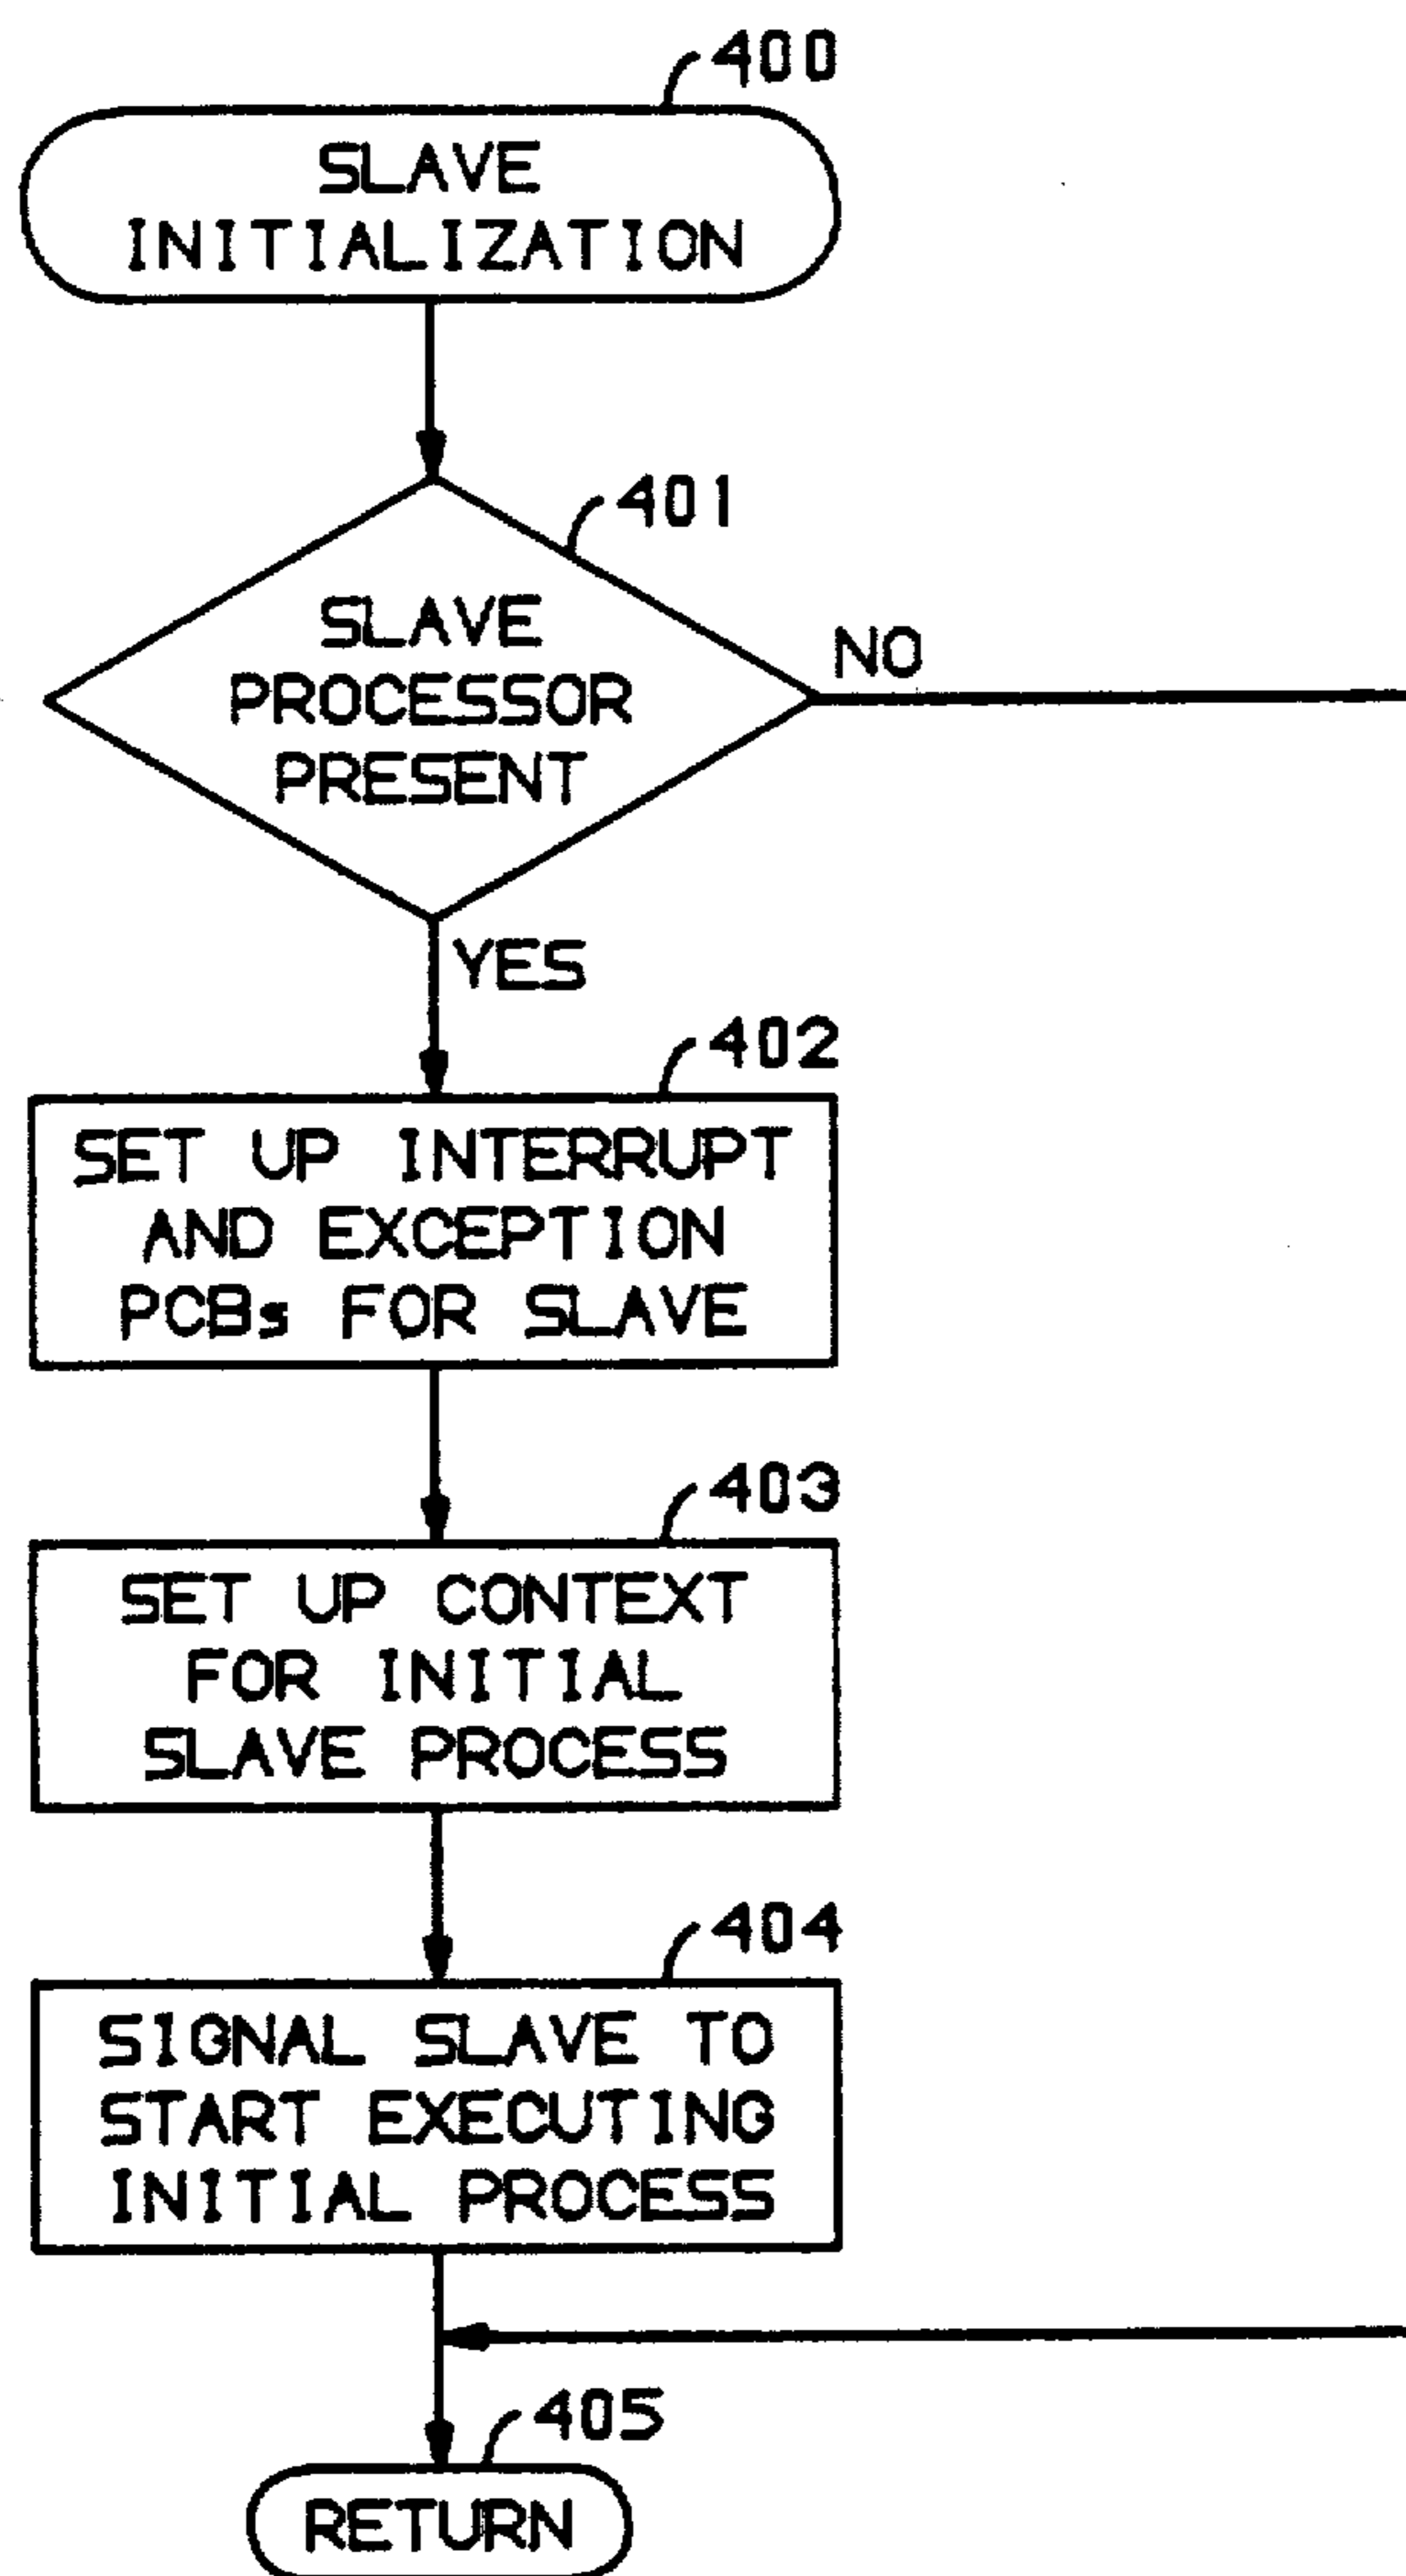 400
SLAVE
INITIALIZATION
401
SLAVE
PROCESSOR
PRESENT
NO
YES
402
SET UP INTERRUPT
AND EXCEPTION
PCBs FOR SLAVE
403
SET UP CONTEXT
FOR INITIAL
SLAVE PROCESS
404
SIGNAL SLAVE TO
START EXECUTING
INITIAL PROCESS
405
RETURN